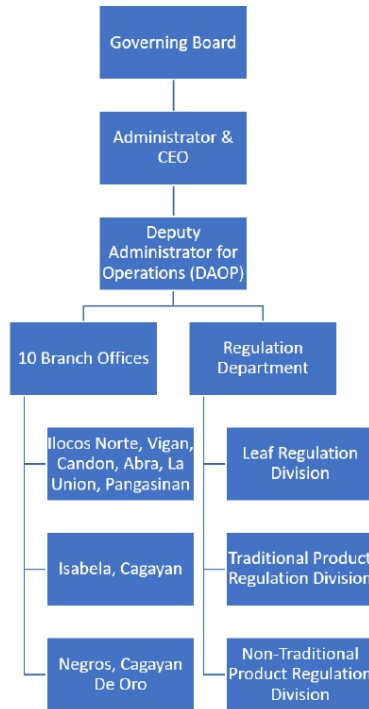 Governing Board
Administrator &
CEO
Deputy
Administrator for
Operations (DAOP)
10 Branch Offices
Regulation
Department
Ilocos Norte, Vigan,
Candon, Abra, La
Union, Pangasinan
Leaf Regulation
Division
Isabela, Cagayan
Traditional Product
Regulation Division
Negros, Cagayan
De Oro
Non-Traditional
Product Regulation
Division